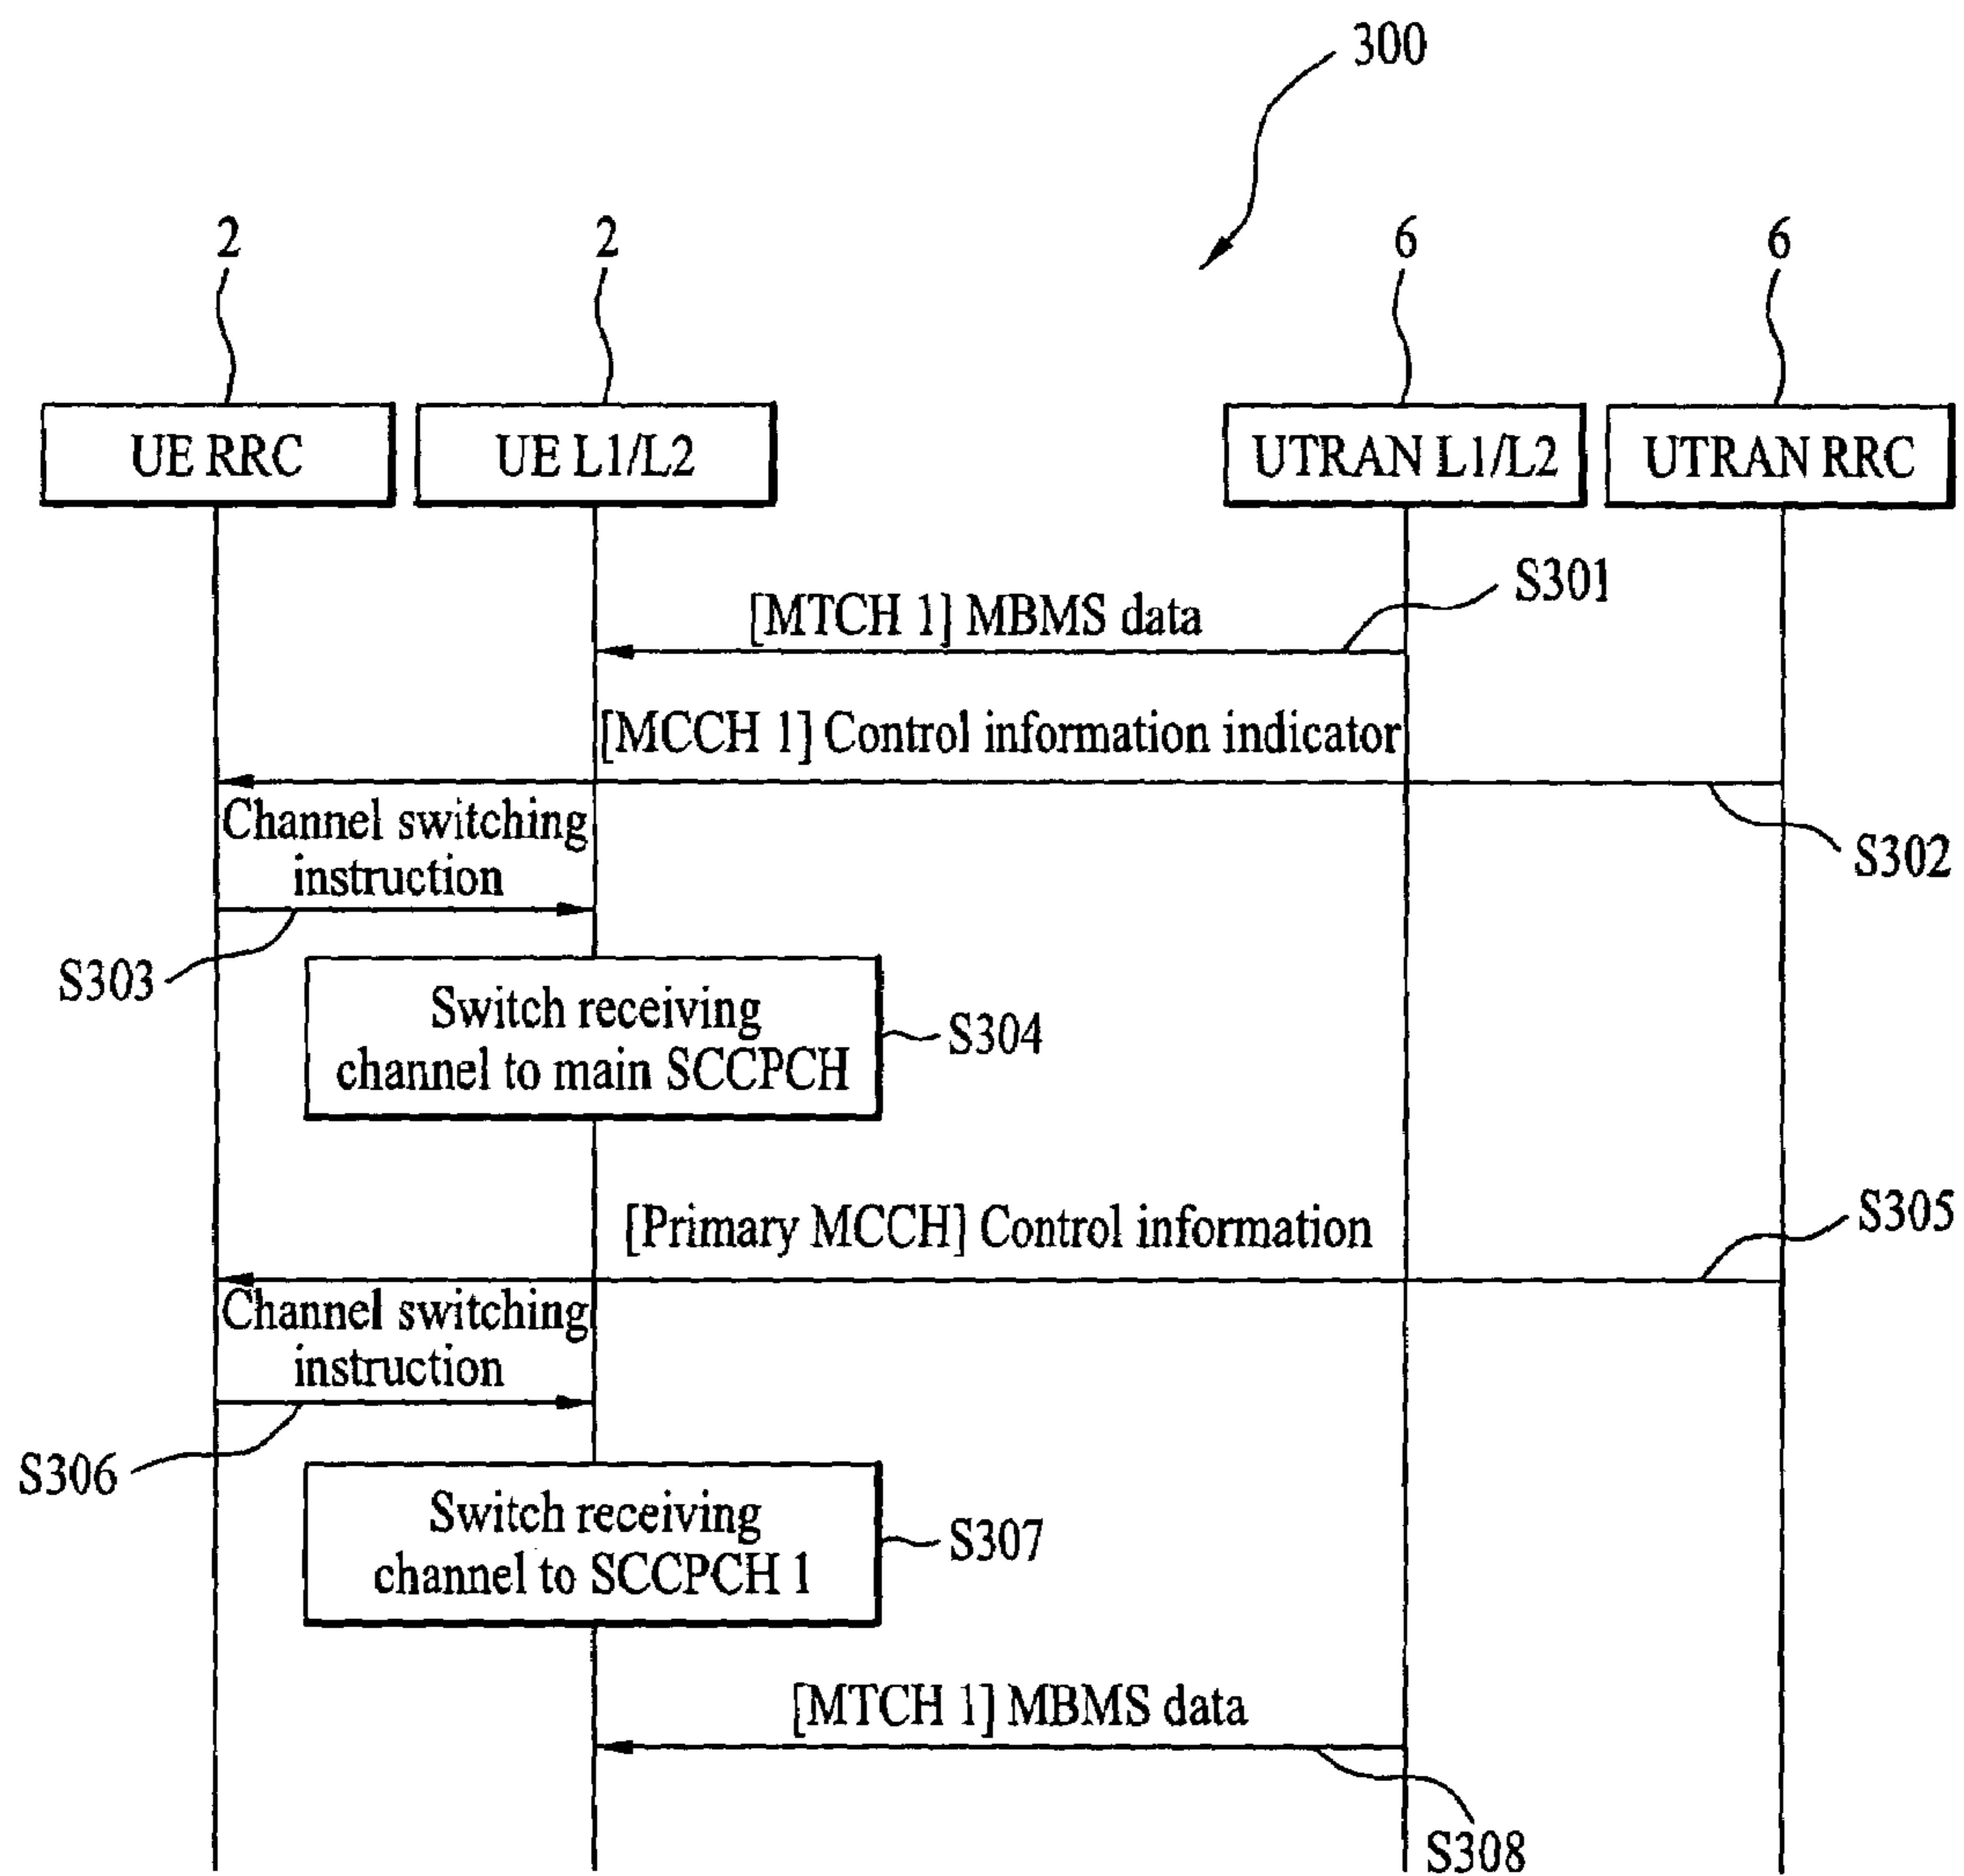 300
2
2
6
6
UE RRC
UE L1/L2
UTRAN L1/L2
UTRAN RRC
S301
[MTCH 1] MBMS data
[MCCH 1] Control information indicator
S302
Channel switching
instruction
S303
Switch receiving
channel to main SCCPCH
S304
S305
[Primary MCCH] Control information
Channel switching
instruction
S306
Switch receiving
channel to SCCPCH 1
S307
[MTCH 1] MBMS data
S308